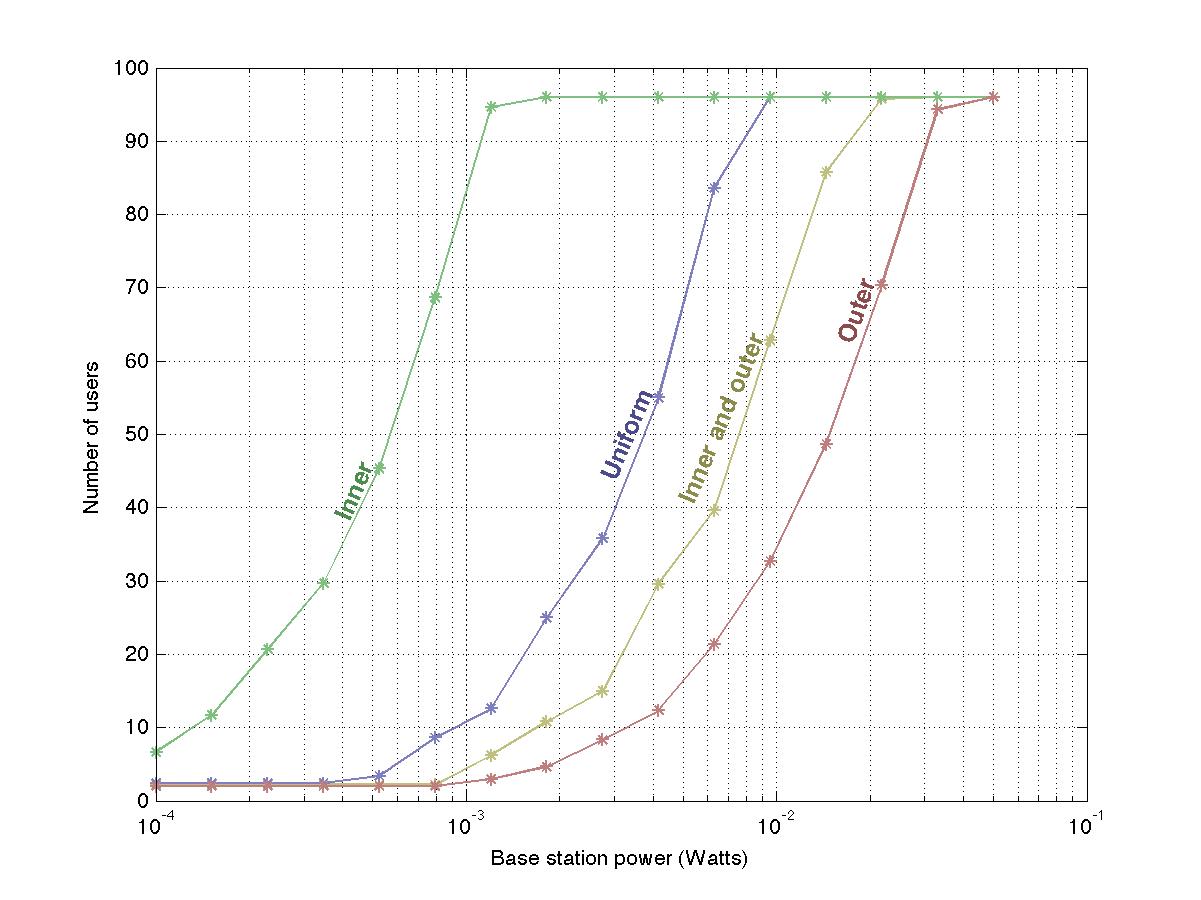 100
90
80
70
60
50
40
30
20
10
0
Number of users
Inner
Uniform
Inner and outer
Outer
10-4
10-3
10-2
10-1
Base station power (Watts)